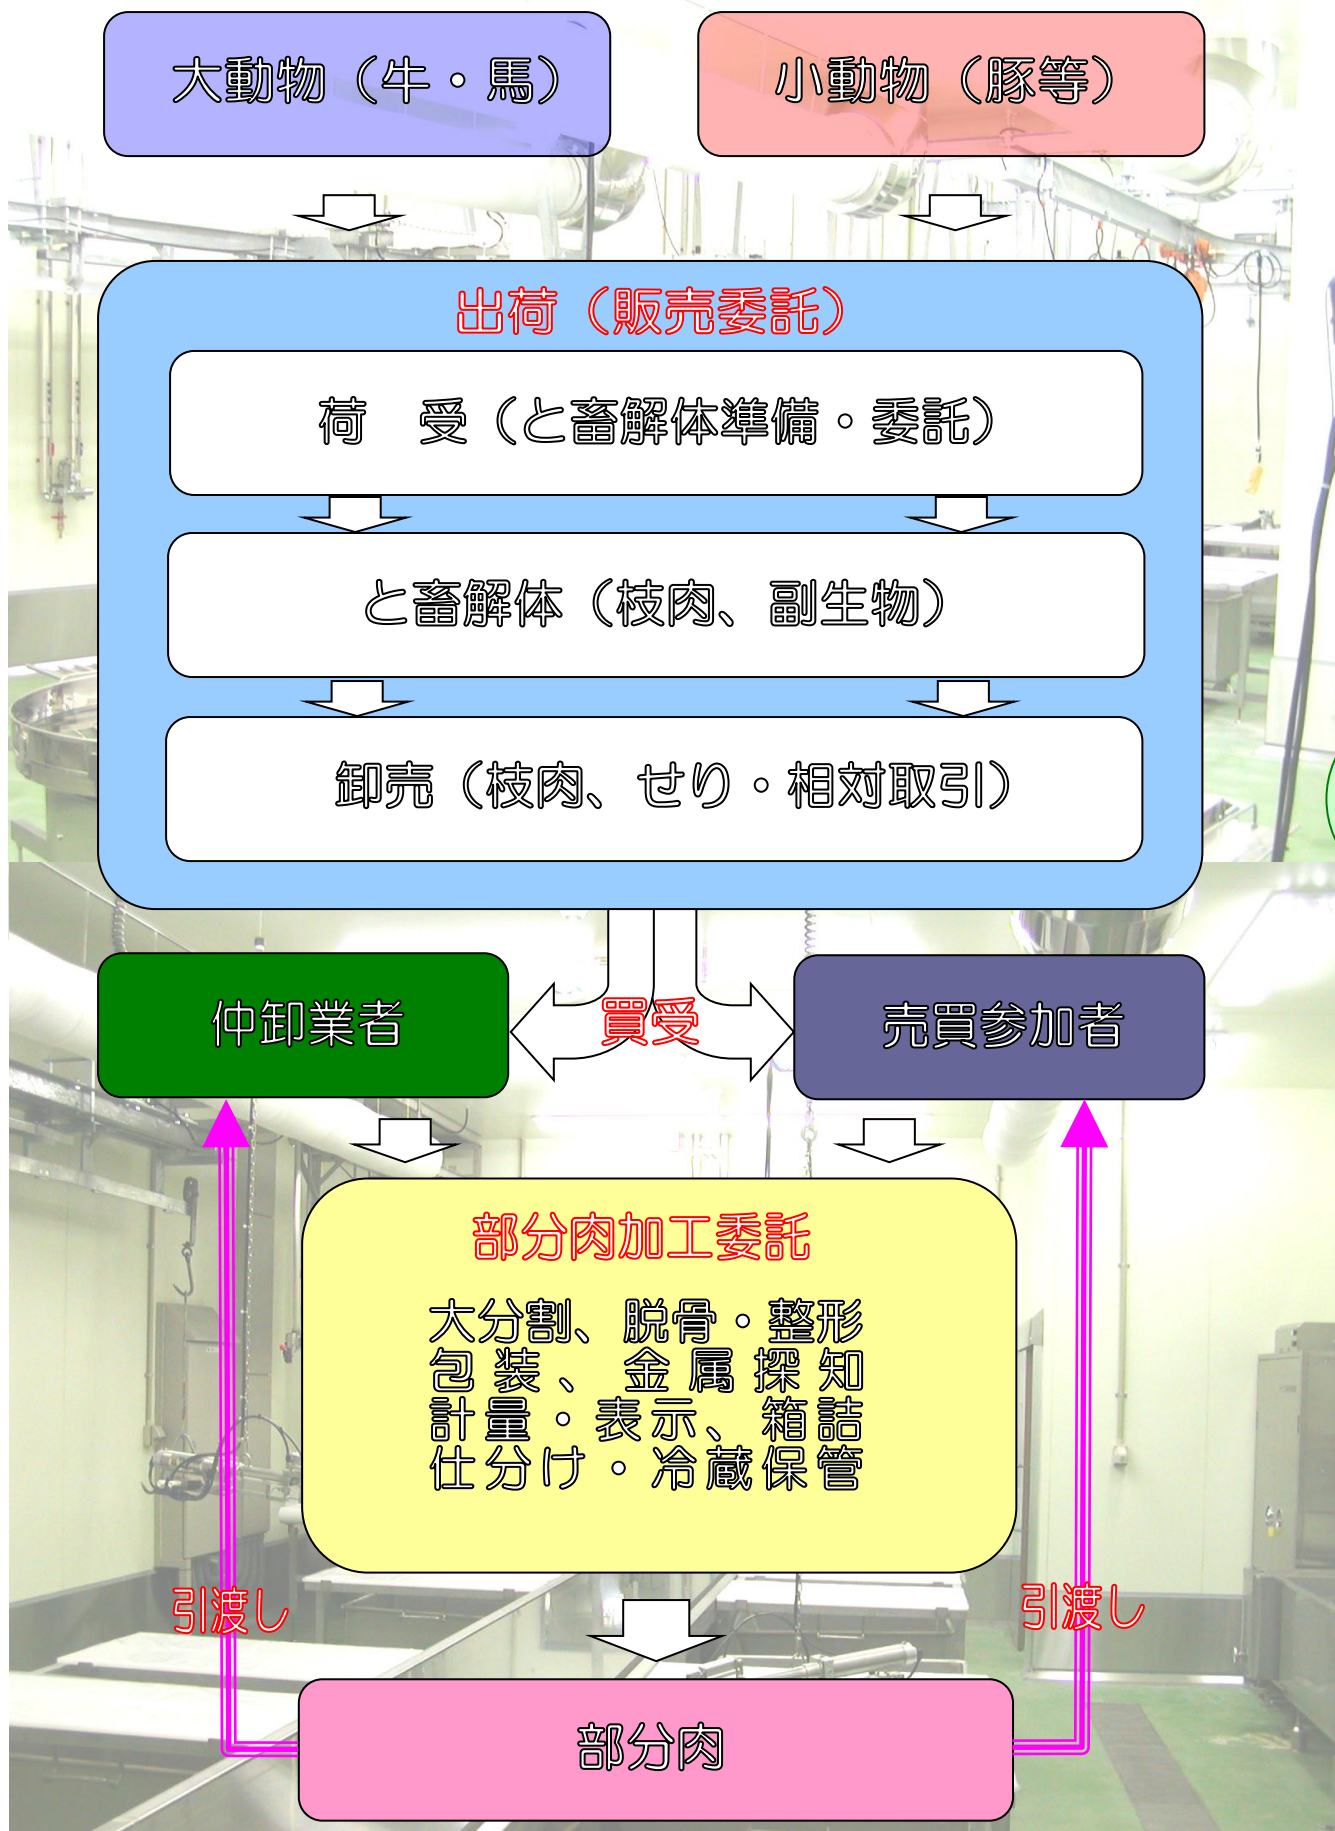 大動物（牛・馬）
小動物（豚等）
出荷（販売委託）
荷　受（と畜解体準備・委託）
と畜解体（枝肉、副生物）
卸売（枝肉、せり・相対取引）
仲卸業者
買受
売買参加者
部分肉加工委託
大分割、脱骨・整形
包装、金属探知
計量・表示、箱詰
仕分け・冷蔵保管
引渡し
引渡し
部分肉